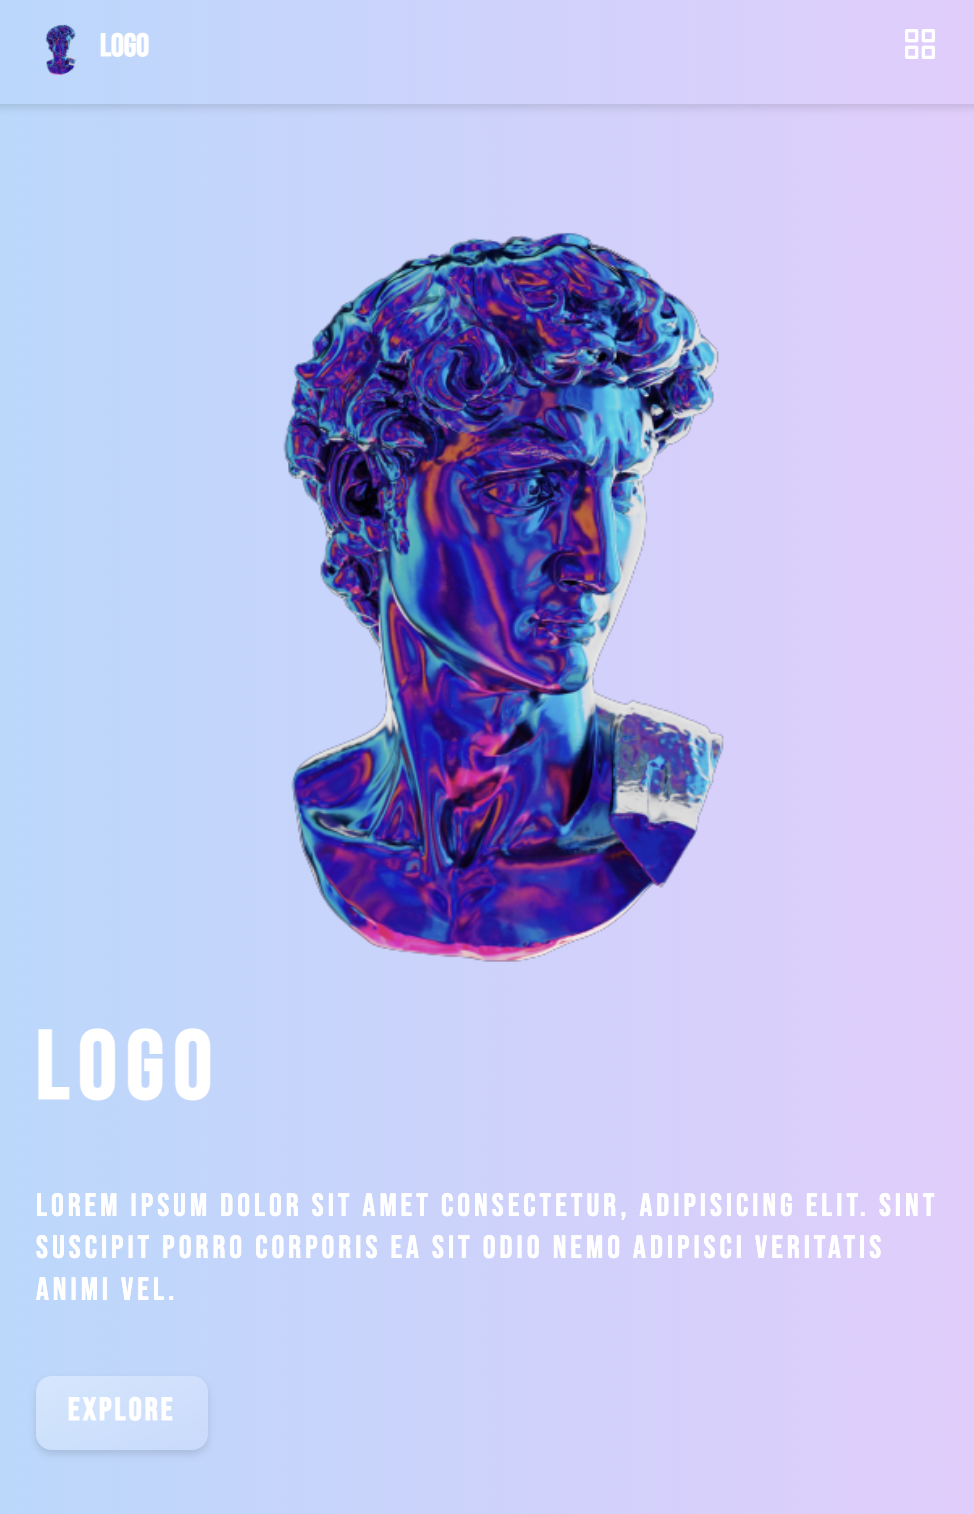 LOGO
LOGO
LOREM IPSUM DOLOR SIT AMET CONSECTETUR, ADIPISICING ELIT. SINT
SUSCIPIT PORRO CORPORIS EA SIT ODIO NEMO ADIPISCI VERITATIS
ANIMI VEL.
EXPLORE